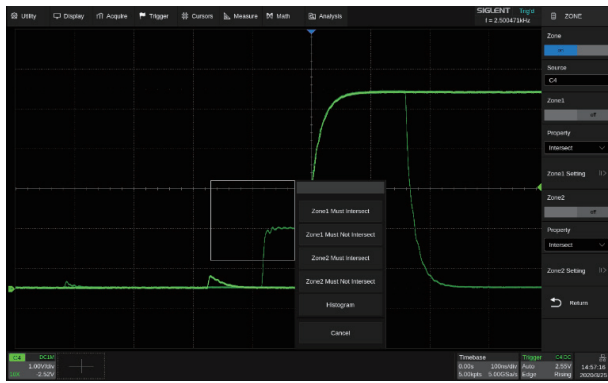 Utility
Display
Acquire
Trigger
Cursors
Measure
Math
Analysis
SIGLENT Trig'd
f = 2.500471kHz
ZONE
Zone
on
Source
C4
Zone1
off
Property
Intersect
Zone1 Setting
Zone2
off
Property
Intersect
Zone2 Setting
Return
Zone1 Must Intersect
Zone1 Must Not Intersect
Zone2 Must Intersect
Zone2 Must Not Intersect
Histogram
Cancel
C4 DC1M
1.00V/div
10X -2.52V
Timebase
0.00s 100ns/div
5.00kpts 5.00GSa/s
Trigger C4 DC
Auto 2.55V
Edge Rising
14:57:16